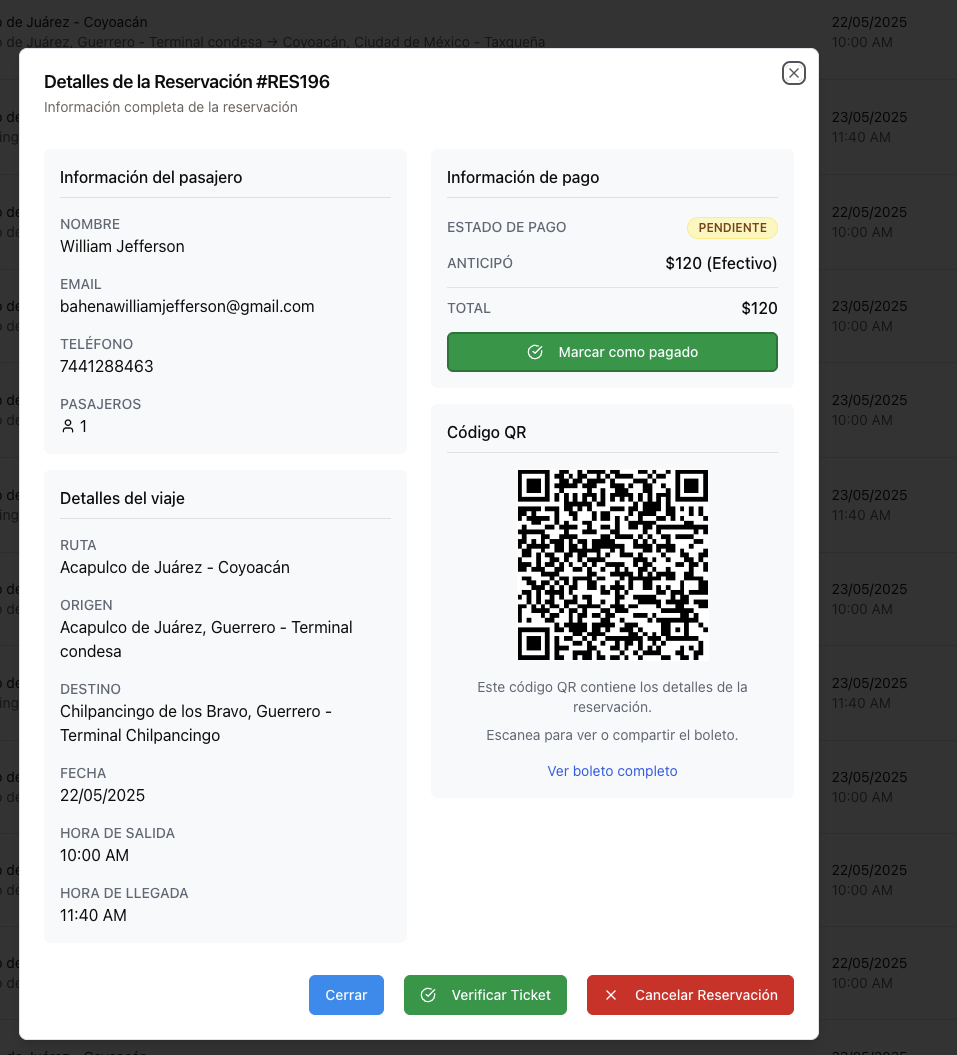 de Juárez - Coyoacán
22/05/2025
de Juárez, Guerrero - Terminal condesa → Coyoacán, Ciudad de México - Taxqueña
10:00 AM
Detalles de la Reservación #RES196
Información completa de la reservación
Información del pasajero
NOMBRE
William Jefferson
EMAIL
bahenawilliamjefferson@gmail.com
TELÉFONO
7441288463
PASAJEROS
1
Detalles del viaje
RUTA
Acapulco de Juárez - Coyoacán
ORIGEN
Acapulco de Juárez, Guerrero - Terminal
condesa
DESTINO
Chilpancingo de los Bravo, Guerrero -
Terminal Chilpancingo
FECHA
22/05/2025
HORA DE SALIDA
10:00 AM
HORA DE LLEGADA
11:40 AM
Información de pago
ESTADO DE PAGO
PENDIENTE
ANTICIPÓ
$120 (Efectivo)
TOTAL
$120
Marcar como pagado
Código QR
Este código QR contiene los detalles de la
reservación.
Escanea para ver o compartir el boleto.
Ver boleto completo
Cerrar
Verificar Ticket
Cancelar Reservación
23/05/2025
11:40 AM
22/05/2025
10:00 AM
23/05/2025
10:00 AM
23/05/2025
10:00 AM
23/05/2025
11:40 AM
23/05/2025
10:00 AM
23/05/2025
11:40 AM
23/05/2025
10:00 AM
22/05/2025
10:00 AM
22/05/2025
10:00 AM